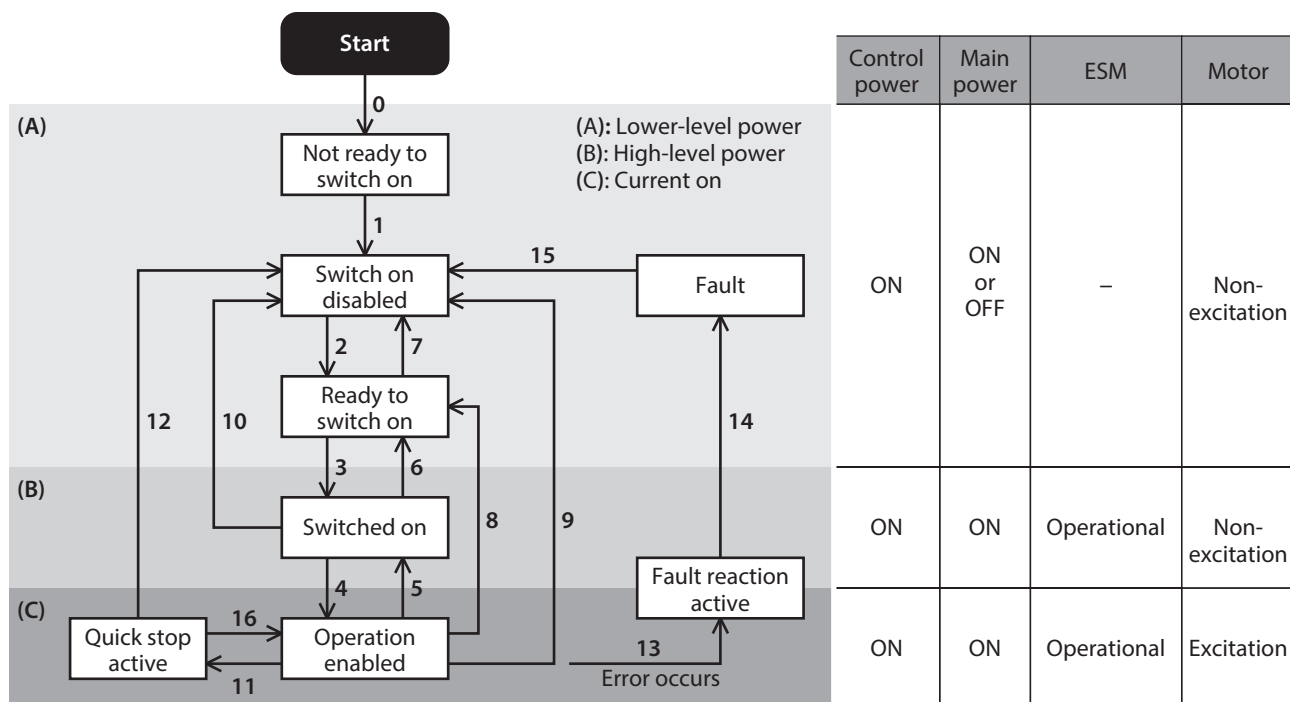 Start
0
(A)
(A): Lower-level power
(B): High-level power
(C): Current on
Not ready to
switch on
1
15
Switch on
disabled
Fault
2
7
Ready to
switch on
12
10
14
3
6
(B)
8
9
Switched on
4
5
Fault reaction
active
(C)
16
Quick stop
active
Operation
enabled
13
11
Error occurs
Control
power
Main
power
ESM
Motor
ON
ON
or
OFF
–
Non-
excitation
ON
ON
Operational
Non-
excitation
ON
ON
Operational
Excitation